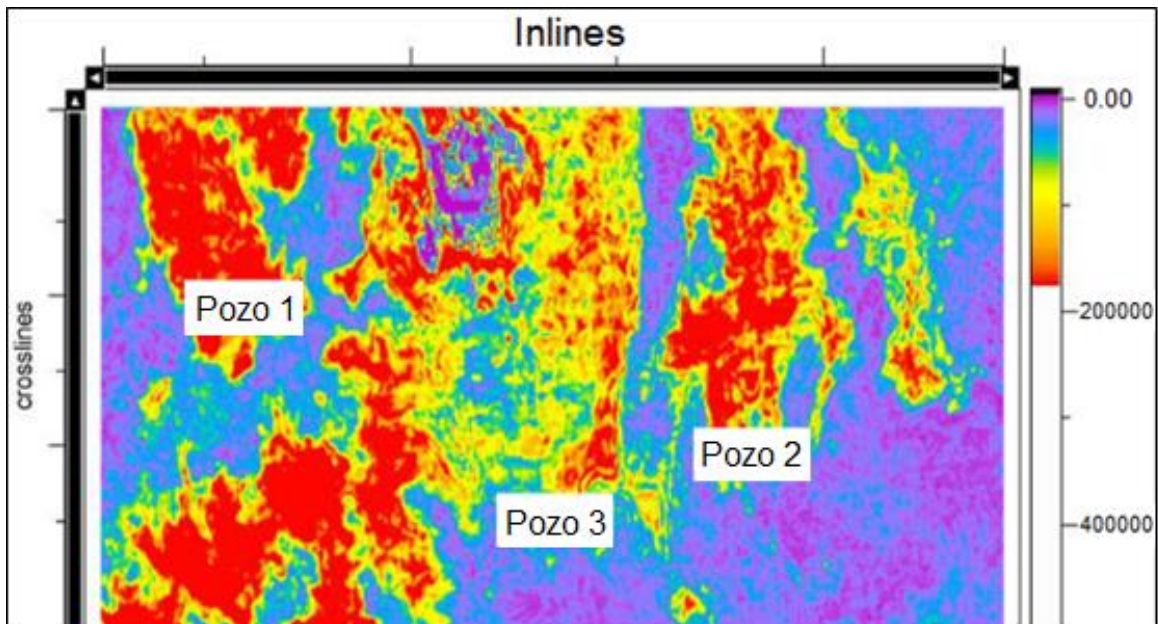 Inlines
0.00
Pozo 1
200000
crosslines
Pozo 2
Pozo 3
400000